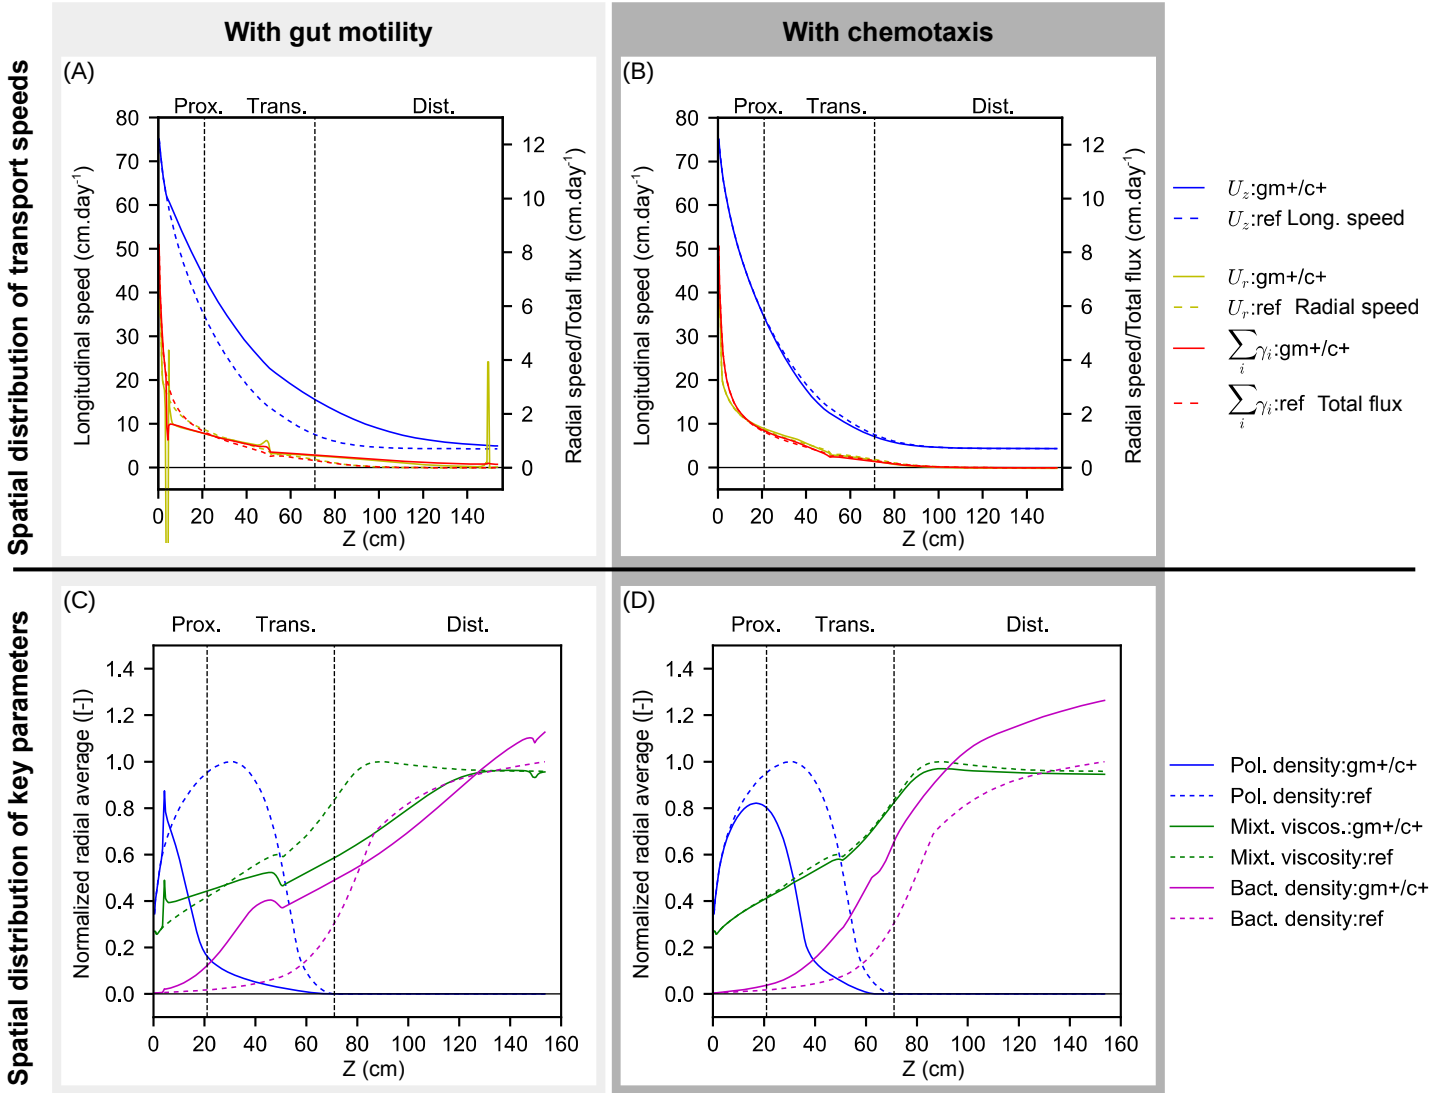 With gut motility
With chemotaxis
Spatial distribution of transport speeds
(A)
Prox. Trans. Dist.
80
70
60
50
40
30
20
10
0
12
10
8
6
4
2
0
Longitudinal speed (cm.day-1)
Radial speed/Total flux (cm.day-1)
0 20 40 60 80 100 120 140
Z (cm)
(B)
Prox. Trans. Dist.
80
70
60
50
40
30
20
10
0
12
10
8
6
4
2
0
Longitudinal speed (cm.day-1)
Radial speed/Total flux (cm.day-1)
0 20 40 60 80 100 120 140
Z (cm)
U_z:gm+/c+
U_z:ref Long. speed
U_r:gm+/c+
U_r:ref Radial speed
∑_i γ_i:gm+/c+
∑_i γ_i:ref Total flux
Spatial distribution of key parameters
(C)
Prox. Trans. Dist.
1.4
1.2
1.0
0.8
0.6
0.4
0.2
0.0
Normalized radial average ([-])
0 20 40 60 80 100 120 140 160
Z (cm)
(D)
Prox. Trans. Dist.
1.4
1.2
1.0
0.8
0.6
0.4
0.2
0.0
Normalized radial average ([-])
0 20 40 60 80 100 120 140 160
Z (cm)
Pol. density:gm+/c+
Pol. density:ref
Mixt. viscos.:gm+/c+
Mixt. viscosity:ref
Bact. density:gm+/c+
Bact. density:ref